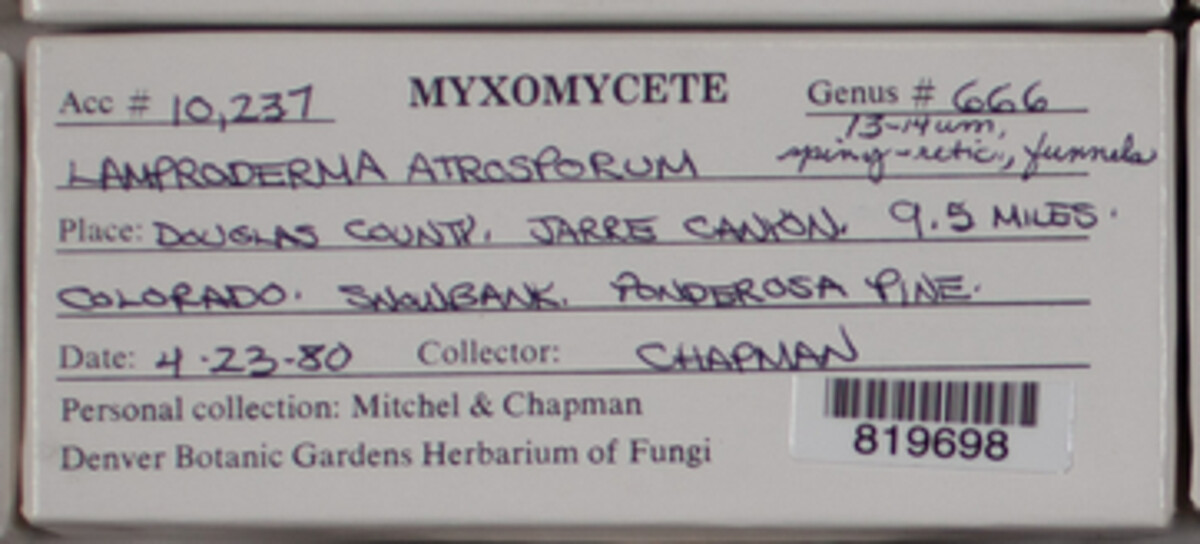 Acc # 10,237 MYXOMYCETE Genus # 666
13-14 um,
LAMPRODERMA ATROSPORUM spiny-retic., funnels
Place: DOUGLAS COUNTY. JARRE CANYON. 9.5 MILES.
COLORADO. SNOWBANK. PONDEROSA PINE.
Date: 4-23-80 Collector: CHAPMAN
Personal collection: Mitchel & Chapman
Denver Botanic Gardens Herbarium of Fungi
819698